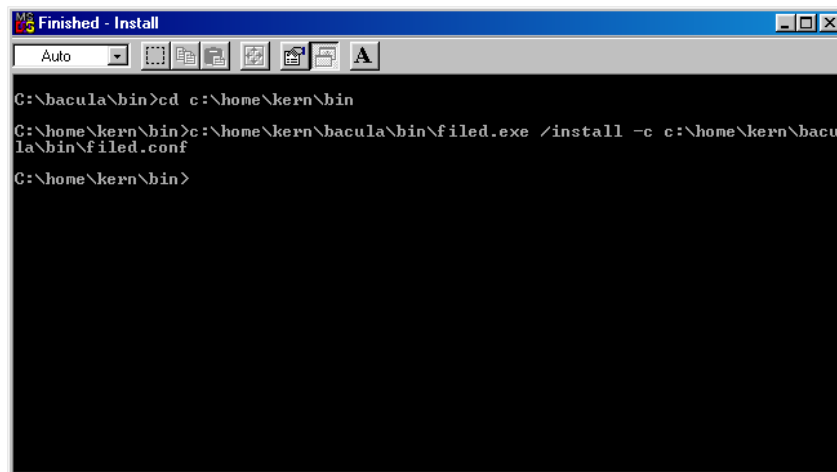 Finished - Install
Auto
A
C:\bacula\bin>cd c:\home\kern\bin
C:\home\kern\bin>c:\home\kern\bacula\bin\filed.exe /install -c c:\home\kern\bacu
la\bin\filed.conf
C:\home\kern\bin>